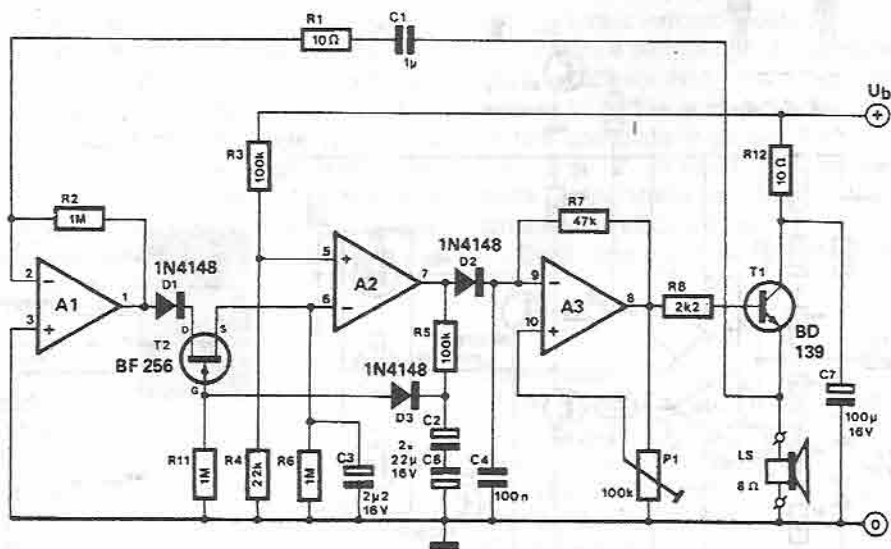 R1
10Ω
C1
1μ
Ub
+
R3
100k
R12
10Ω
R2
1M
R7
47k
1N4148
D1
1N4148
D2
2
−
A1
3
+
1
5
+
A2
6
−
7
9
−
A3
10
+
8
R8
2k2
T1
BD
139
D
S
T2
BF 256
G
R5
100k
1N4148
D3
C7
100μ
16V
R11
1M
R4
22k
R6
1M
C3
2μ2
16V
C2
2x
22μ
16V
C4
100n
P1
100k
LS
8Ω
0